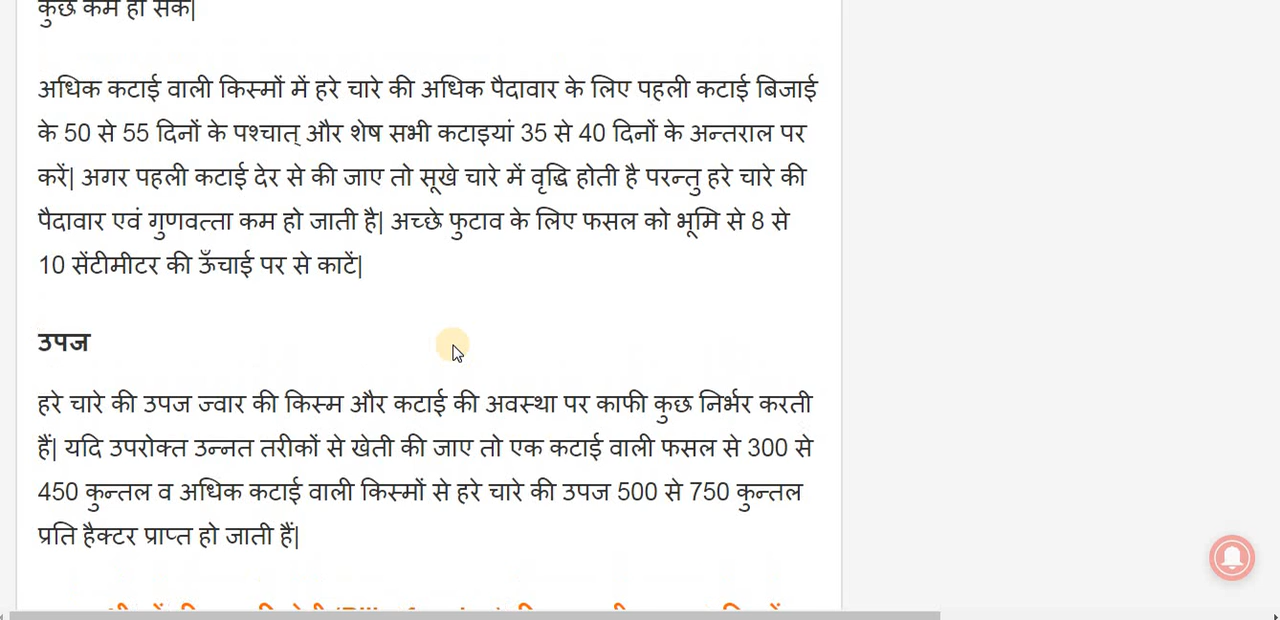 कुछ कम हो सके|
अधिक कटाई वाली किस्मों में हरे चारे की अधिक पैदावार के लिए पहली कटाई बिजाई
के 50 से 55 दिनों के पश्चात् और शेष सभी कटाइयां 35 से 40 दिनों के अन्तराल पर
करें| अगर पहली कटाई देर से की जाए तो सूखे चारे में वृद्धि होती है परन्तु हरे चारे की
पैदावार एवं गुणवत्ता कम हो जाती है| अच्छे फुटाव के लिए फसल को भूमि से 8 से
10 सेंटीमीटर की ऊँचाई पर से काटें|
उपज
हरे चारे की उपज ज्वार की किस्म और कटाई की अवस्था पर काफी कुछ निर्भर करती
हैं| यदि उपरोक्त उन्नत तरीकों से खेती की जाए तो एक कटाई वाली फसल से 300 से
450 कुन्तल व अधिक कटाई वाली किस्मों से हरे चारे की उपज 500 से 750 कुन्तल
प्रति हैक्टर प्राप्त हो जाती हैं|